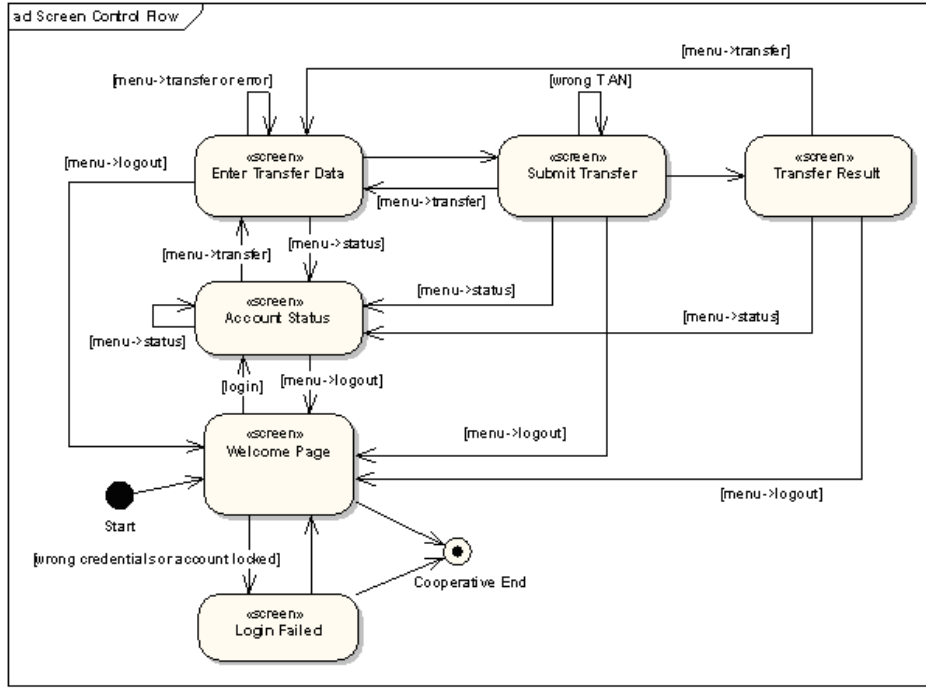 ad Screen Control Flow
[menu->transfer]
[menu->transfer or error]
[wrong TAN]
[menu->logout]
«screen»
Enter Transfer Data
«screen»
Submit Transfer
«screen»
Transfer Result
[menu->transfer]
[menu->status]
[menu->transfer]
«screen»
Account Status
[menu->status]
[menu->status]
[menu->status]
[login]
[menu->logout]
«screen»
Welcome Page
[menu->logout]
[menu->logout]
Start
[wrong credentials or account locked]
Cooperative End
«screen»
Login Failed